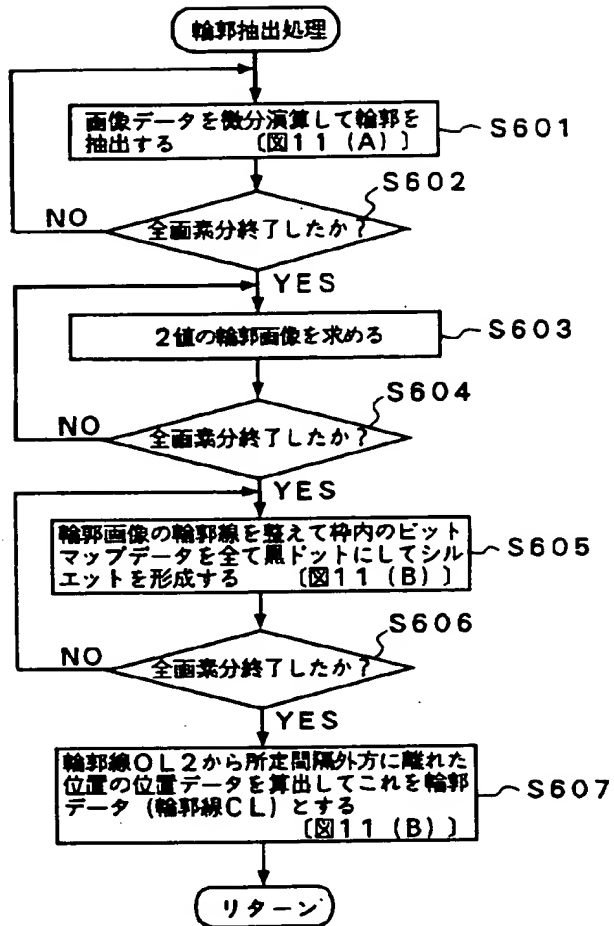 輪郭抽出処理
画像データを微分演算して輪郭を
抽出する 〔図11(A)〕
S601
S602
全画素分終了したか?
NO
YES
2値の輪郭画像を求める
S603
S604
全画素分終了したか?
NO
YES
輪郭画像の輪郭線を整えて枠内のビット
マップデータを全て黒ドットにしてシル
エットを形成する 〔図11(B)〕
S605
S606
全画素分終了したか?
NO
YES
輪郭線OL2から所定間隔外方に離れた
位置の位置データを算出してこれを輪郭
データ(輪郭線CL)とする
〔図11(B)〕
S607
リターン